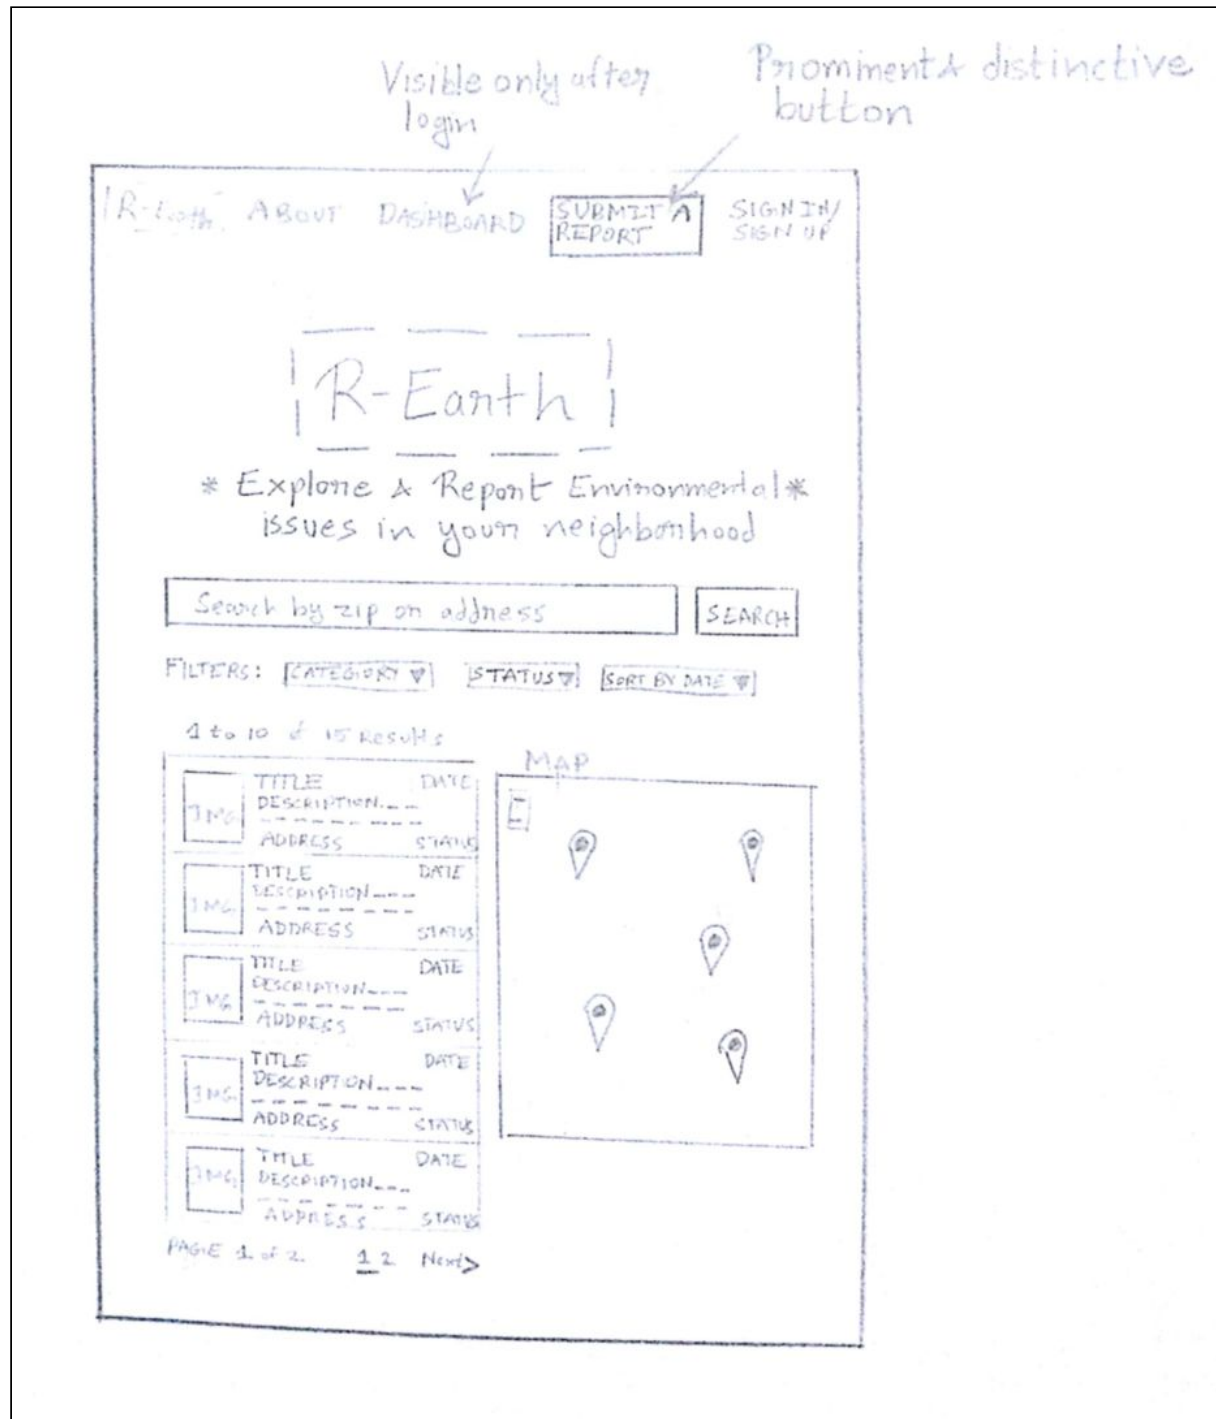 Visible only after
login
Prominent & distinctive
button
R-Earth
ABOUT
DASHBOARD
SUBMIT A
REPORT
SIGN IN/
SIGN UP
R-Earth
* Explore & Report Environmental *
issues in your neighborhood
Search by zip or address
SEARCH
FILTERS:
CATEGORY
STATUS
SORT BY DATE
1 to 10 of 15 Results
MAP
IMG
TITLE
DATE
DESCRIPTION
ADDRESS
STATUS
IMG
TITLE
DATE
DESCRIPTION
ADDRESS
STATUS
IMG
TITLE
DATE
DESCRIPTION
ADDRESS
STATUS
IMG
TITLE
DATE
DESCRIPTION
ADDRESS
STATUS
IMG
TITLE
DATE
DESCRIPTION
ADDRESS
STATUS
PAGE 1 of 2
1 2 Next>